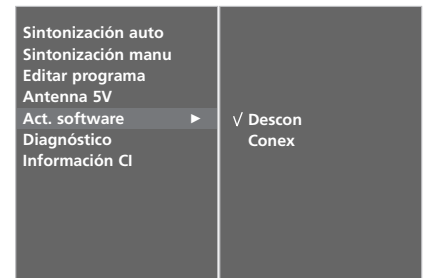 Sintonización auto
Sintonización manu
Editar programa
Antenna 5V
Act. software ►
Diagnóstico
Información CI
√ Descon
Conex